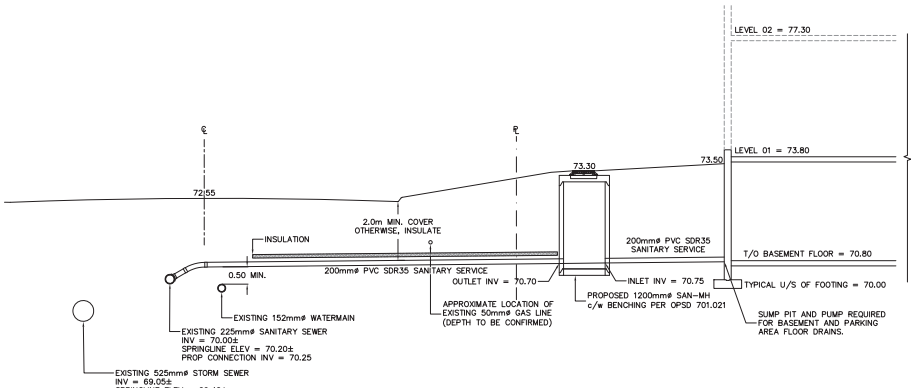 LEVEL 02 = 77.30
℄
℄
72.55
73.30
73.50
LEVEL 01 = 73.80
2.0m MIN. COVER
OTHERWISE, INSULATE
INSULATION
200mmø PVC SDR35
SANITARY SERVICE
T/O BASEMENT FLOOR = 70.80
0.50 MIN.
200mmø PVC SDR35 SANITARY SERVICE
OUTLET INV = 70.70
INLET INV = 70.75
TYPICAL U/S OF FOOTING = 70.00
PROPOSED 1200mmø SAN-MH
c/w BENCHING PER OPSD 701.021
APPROXIMATE LOCATION OF
EXISTING 50mmø GAS LINE
(DEPTH TO BE CONFIRMED)
SUMP PIT AND PUMP REQUIRED
FOR BASEMENT AND PARKING
AREA FLOOR DRAINS.
EXISTING 152mmø WATERMAIN
EXISTING 225mmø SANITARY SEWER
INV = 70.00±
SPRINGLINE ELEV = 70.20±
PROP CONNECTION INV = 70.25
EXISTING 525mmø STORM SEWER
INV = 69.05±